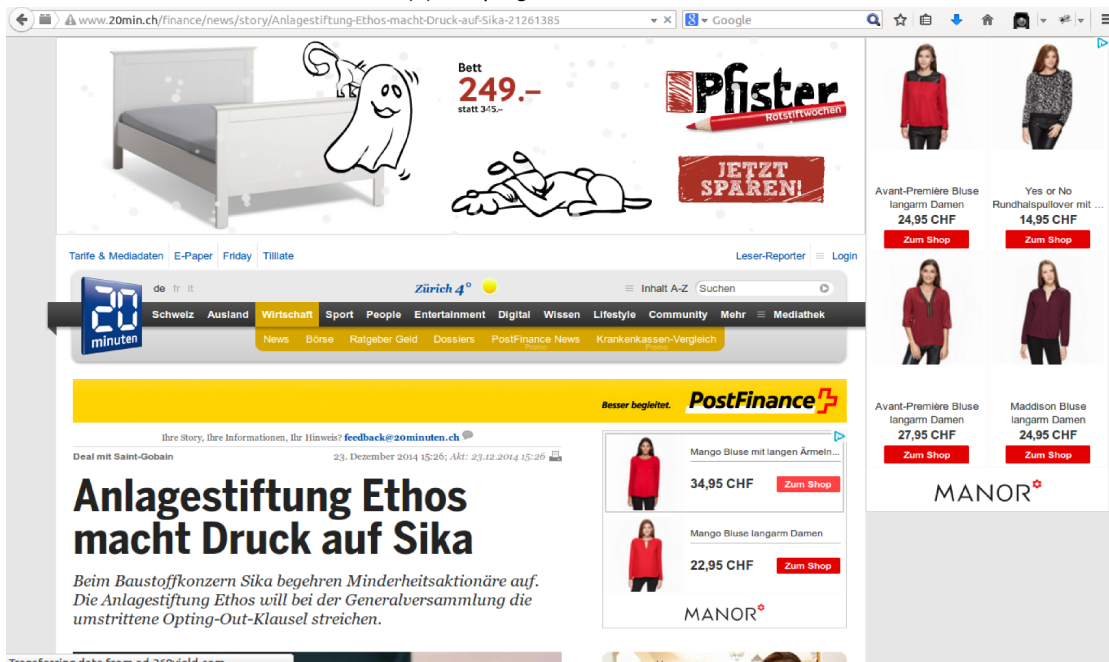 www.20min.ch/finance/news/story/Anlagestiftung-Ethos-macht-Druck-auf-Sika-21261385
Google
Bett
249.–
statt 345.–
Pfister
Rotstiftwochen
JETZT
SPAREN!
Avant-Première Bluse
langarm Damen
24,95 CHF
Zum Shop
Yes or No
Rundhalspullover mit ...
14,95 CHF
Zum Shop
Tarife & Mediadaten E-Paper Friday Tilllate
Leser-Reporter Login
20
minuten
de fr it
Zürich 4°
Inhalt A-Z Suchen
Schweiz Ausland Wirtschaft Sport People Entertainment Digital Wissen Lifestyle Community Mehr Mediathek
News Börse Ratgeber Geld Dossiers PostFinance News Krankenkassen-Vergleich
Promo Promo
Avant-Première Bluse
langarm Damen
27,95 CHF
Zum Shop
Maddison Bluse
langarm Damen
24,95 CHF
Zum Shop
MANOR
Besser begleitet. PostFinance
Ihre Story, Ihre Informationen, Ihr Hinweis? feedback@20minuten.ch
Deal mit Saint-Gobain
23. Dezember 2014 15:26; Akt: 23.12.2014 15:26
Anlagestiftung Ethos
macht Druck auf Sika
Beim Baustoffkonzern Sika begehren Minderheitsaktionäre auf.
Die Anlagestiftung Ethos will bei der Generalversammlung die
umstrittene Opting-Out-Klausel streichen.
Mango Bluse mit langen Ärmeln...
34,95 CHF
Zum Shop
Mango Bluse langarm Damen
22,95 CHF
Zum Shop
MANOR